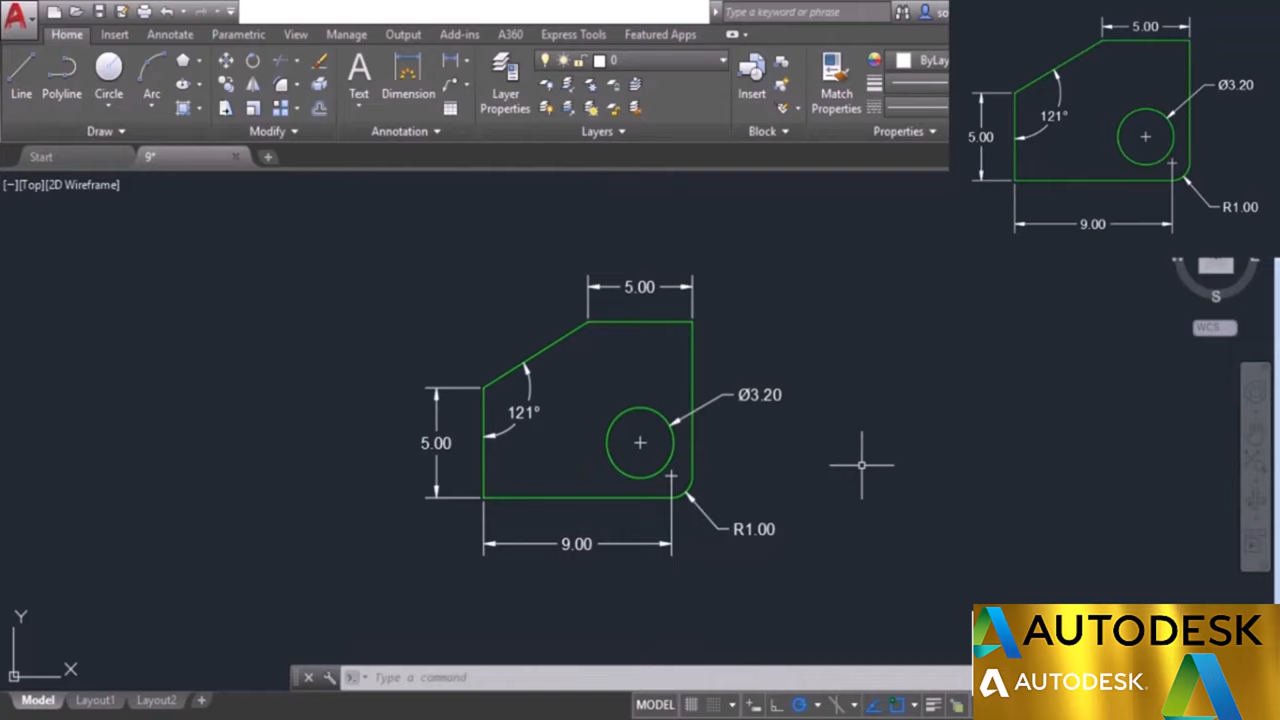 Type a keyword or phrase
so
Home Insert Annotate Parametric View Manage Output Add-ins A360 Express Tools Featured Apps
0
ByLay
Line Polyline Circle Arc
Text Dimension
Layer Properties
Insert
Match Properties
Draw Modify Annotation Layers Block Properties
Start 9*
[−][Top][2D Wireframe]
5.00
Ø3.20
121°
5.00
R1.00
9.00
S
WCS
5.00
Ø3.20
121°
5.00
R1.00
9.00
Y
X
Type a command
Model Layout1 Layout2 +
MODEL
AUTODESK
AUTODESK.